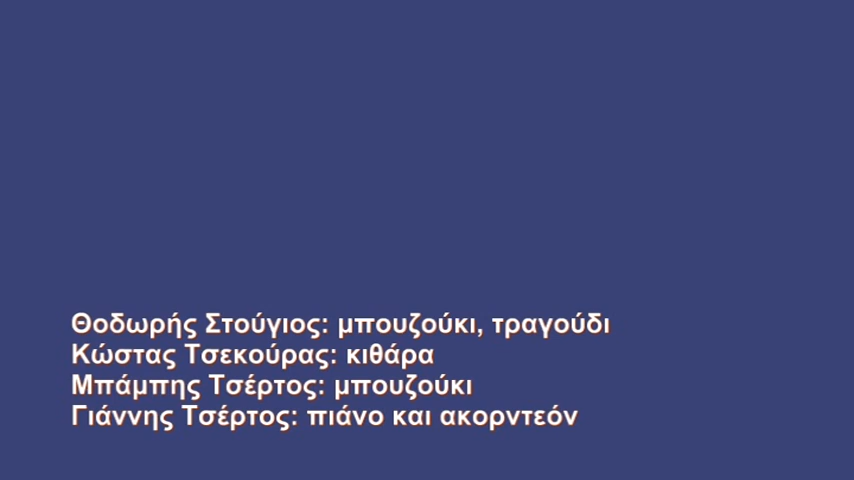 Θοδωρής Στούγιος: μπουζούκι, τραγούδι
Κώστας Τσεκούρας: κιθάρα
Μπάμπης Τσέρτος: μπουζούκι
Γιάννης Τσέρτος: πιάνο και ακορντεόν